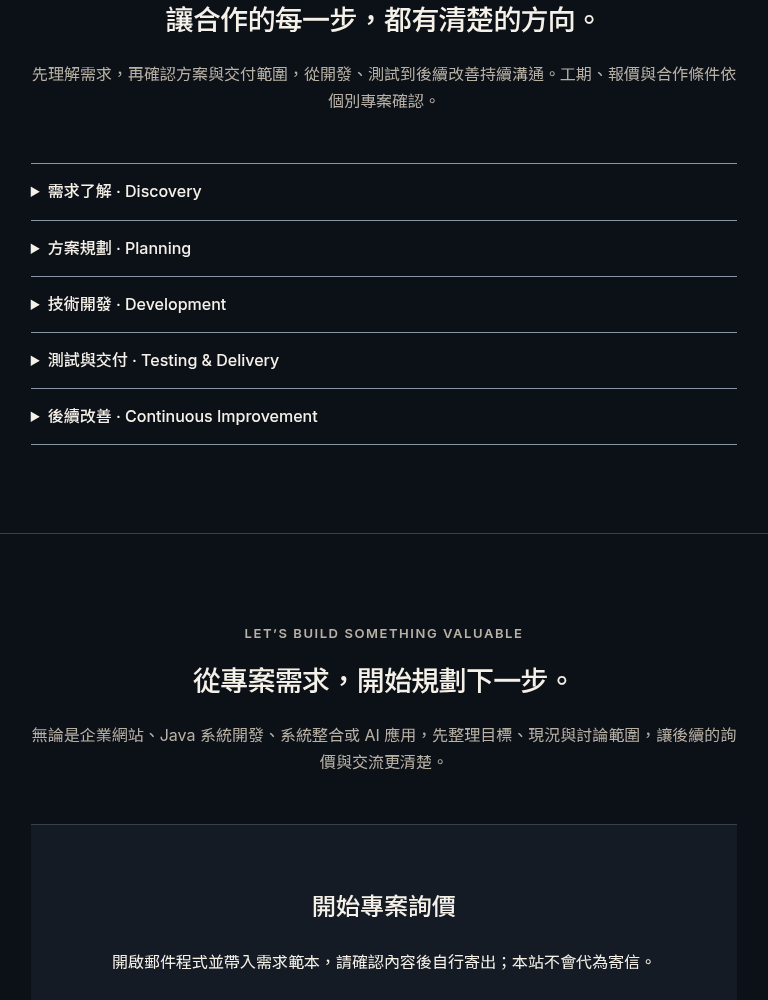 讓合作的每一步，都有清楚的方向。
先理解需求，再確認方案與交付範圍，從開發、測試到後續改善持續溝通。工期、報價與合作條件依
個別專案確認。
▶ 需求了解 · Discovery
▶ 方案規劃 · Planning
▶ 技術開發 · Development
▶ 測試與交付 · Testing & Delivery
▶ 後續改善 · Continuous Improvement
LET’S BUILD SOMETHING VALUABLE
從專案需求，開始規劃下一步。
無論是企業網站、Java 系統開發、系統整合或 AI 應用，先整理目標、現況與討論範圍，讓後續的詢
價與交流更清楚。
開始專案詢價
開啟郵件程式並帶入需求範本，請確認內容後自行寄出；本站不會代為寄信。